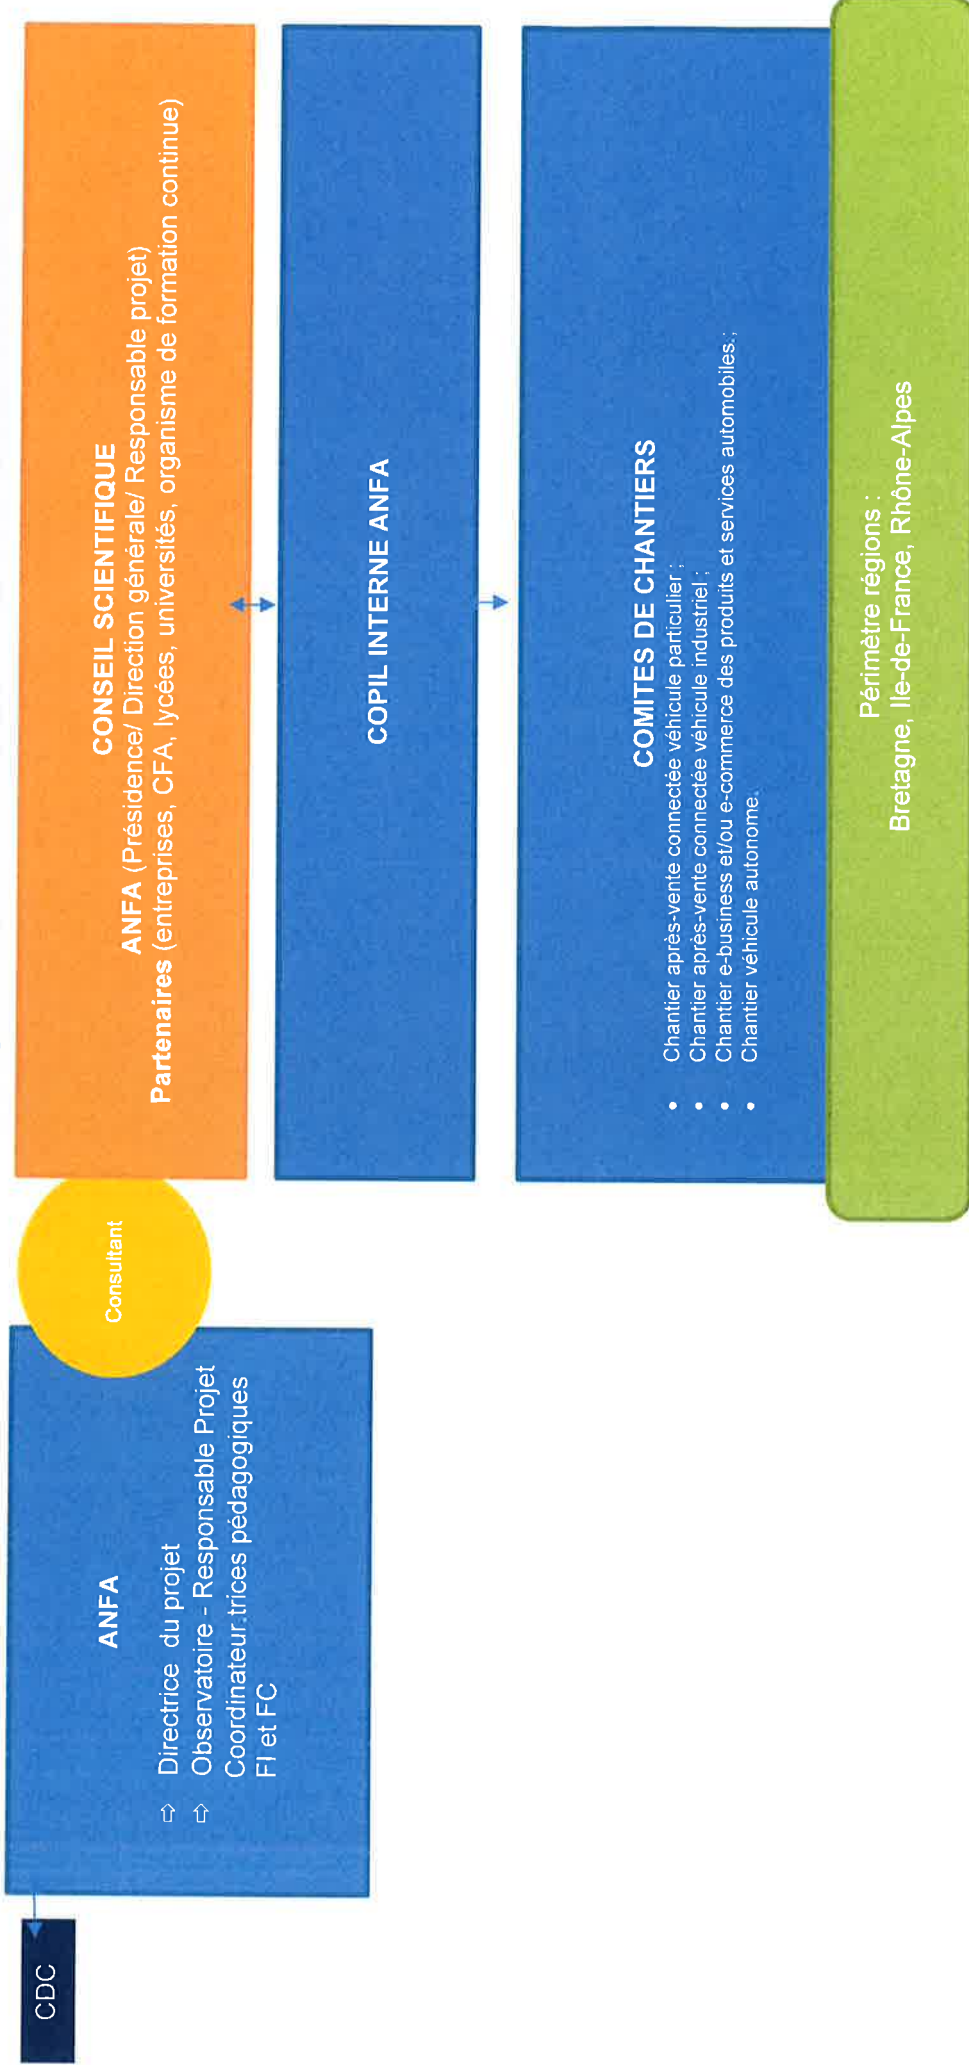 CDC
ANFA
⇨ Directrice du projet
⇨ Observatoire - Responsable Projet
Coordinateur.trices pédagogiques
FI et FC
Consultant
CONSEIL SCIENTIFIQUE
ANFA (Présidence/ Direction générale/ Responsable projet)
Partenaires (entreprises, CFA, lycées, universités, organisme de formation continue)
COPIL INTERNE ANFA
COMITES DE CHANTIERS
• Chantier après-vente connectée véhicule particulier ;
• Chantier après-vente connectée véhicule industriel ;
• Chantier e-business et/ou e-commerce des produits et services automobiles.;
• Chantier véhicule autonome.
Périmètre régions :
Bretagne, Ile-de-France, Rhône-Alpes